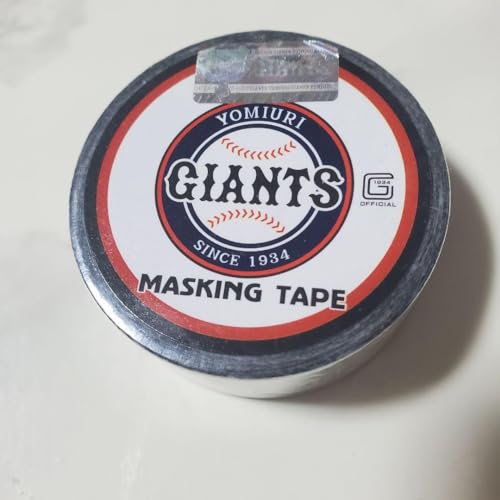 YOMIURI
GIANTS
SINCE 1934
G
1934
OFFICIAL
MASKING TAPE